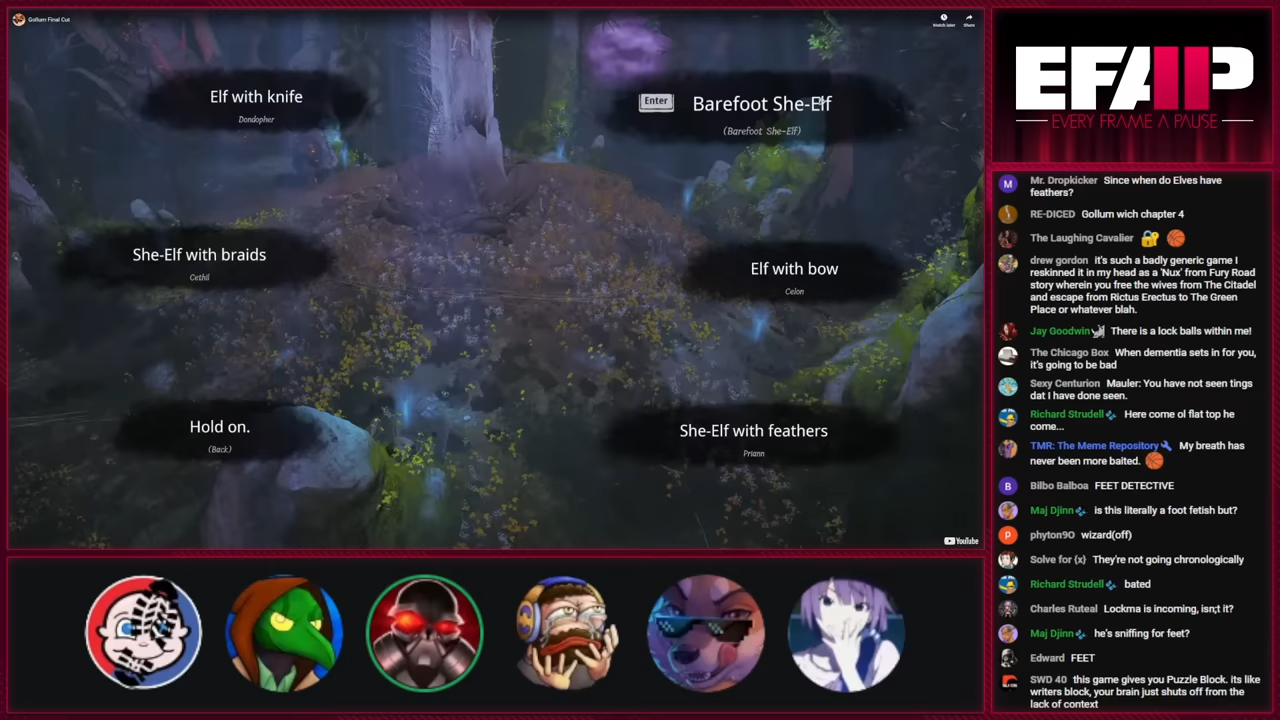 Gollum Final Cut
Watch later
Share
Elf with knife
Dondopher
Enter
Barefoot She-Elf
(Barefoot She-Elf)
She-Elf with braids
Cethil
Elf with bow
Celon
Hold on.
(Back)
She-Elf with feathers
Priann
YouTube
EFAP
EVERY FRAME A PAUSE
M
Mr. Dropkicker Since when do Elves have
feathers?
RE-DICED Gollum wich chapter 4
The Laughing Cavalier 🔐 🏀
drew gordon it's such a badly generic game I
reskinned it in my head as a 'Nux' from Fury Road
story wherein you free the wives from The Citadel
and escape from Rictus Erectus to The Green
Place or whatever blah.
Jay Goodwin There is a lock balls within me!
The Chicago Box When dementia sets in for you,
it's going to be bad
Sexy Centurion Mauler: You have not seen tings
dat I have done seen.
Richard Strudell Here come ol flat top he
come...
TMR: The Meme Repository My breath has
never been more baited. 🏀
B
Bilbo Balboa FEET DETECTIVE
Maj Djinn is this literally a foot fetish but?
P
phyton90 wizard(off)
Solve for {x} They're not going chronologically
Richard Strudell bated
Charles Ruteal Lockma is incoming, isn;t it?
Maj Djinn he's sniffing for feet?
Edward FEET
SWD 40 this game gives you Puzzle Block. its like
writers block, your brain just shuts off from the
lack of context